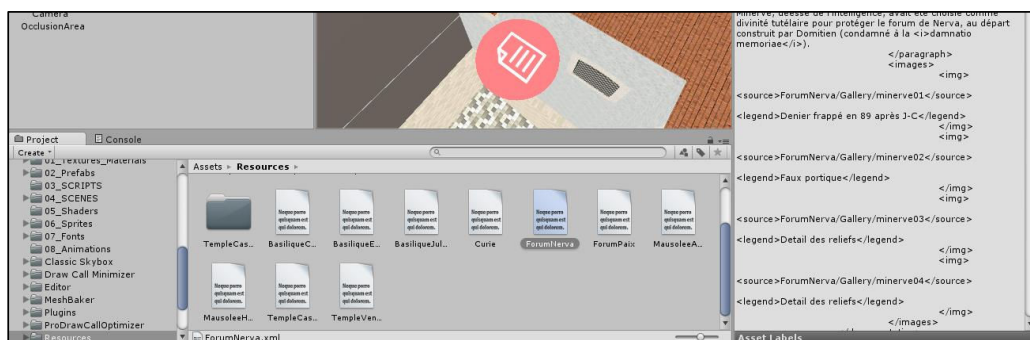 Camera
OcclusionArea
Project
Console
Create
01_Textures_Materials
02_Prefabs
03_SCRIPTS
04_SCENES
05_Shaders
06_Sprites
07_Fonts
08_Animations
Classic Skybox
Draw Call Minimizer
Editor
MeshBaker
Plugins
ProDrawCallOptimizer
Resources
Assets ▸ Resources ▸
TempleCas...
BasiliqueC...
BasiliqueE...
BasiliqueJul...
Curie
ForumNerva
ForumPaix
MausoleeA...
MausoleeH...
TempleCas...
TempleVen...
ForumNerva.xml
Minerve, déesse de l'intelligence, avait été choisie comme
divinité tutélaire pour protéger le forum de Nerva, au départ
construit par Domitien (condamné á la <i>damnatio
memoriae</i>).
</paragraph>
<images>
<img>
<source>ForumNerva/Gallery/minerve01</source>
<legend>Denier frappé en 89 après J-C</legend>
</img>
<img>
<source>ForumNerva/Gallery/minerve02</source>
<legend>Faux portique</legend>
</img>
<img>
<source>ForumNerva/Gallery/minerve03</source>
<legend>Detail des reliefs</legend>
</img>
<img>
<source>ForumNerva/Gallery/minerve04</source>
<legend>Detail des reliefs</legend>
</img>
</images>
Asset Labels